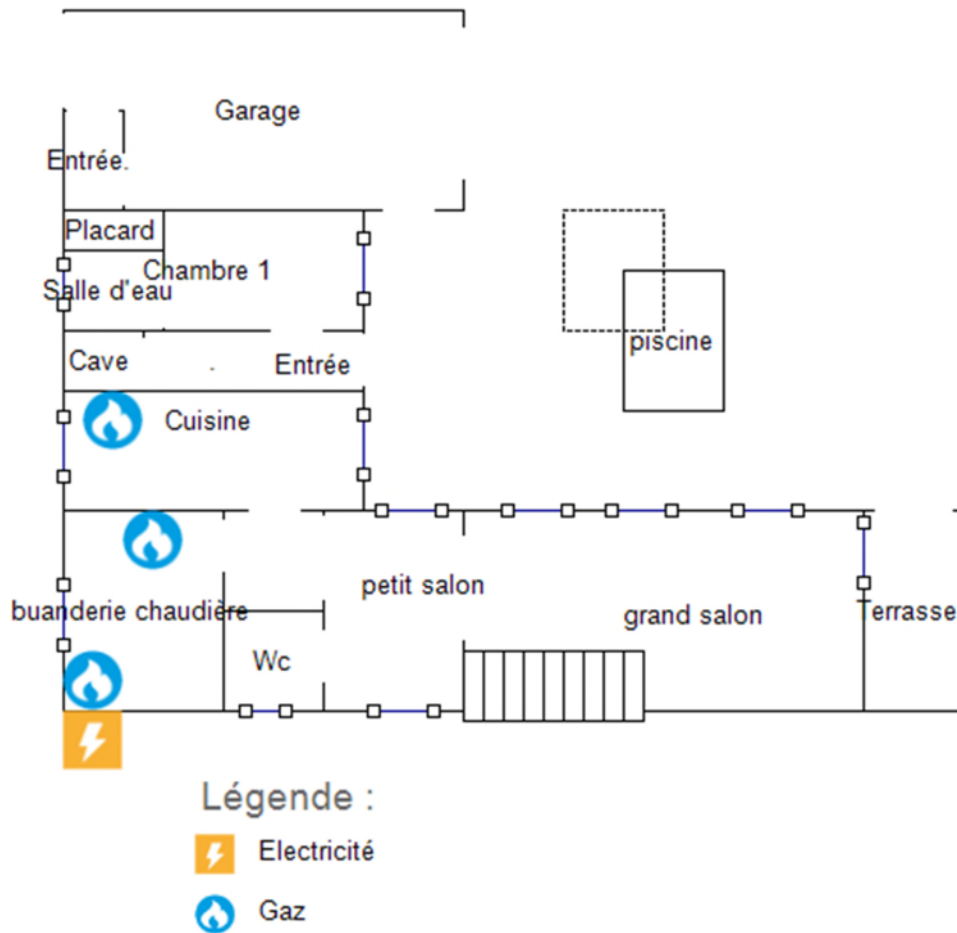 Garage
Entrée.
Placard
Chambre 1
Salle d'eau
piscine
Cave
.
Entrée
Cuisine
petit salon
buanderie chaudière
grand salon
Terrasse
Wc
Légende :
Electricité
Gaz